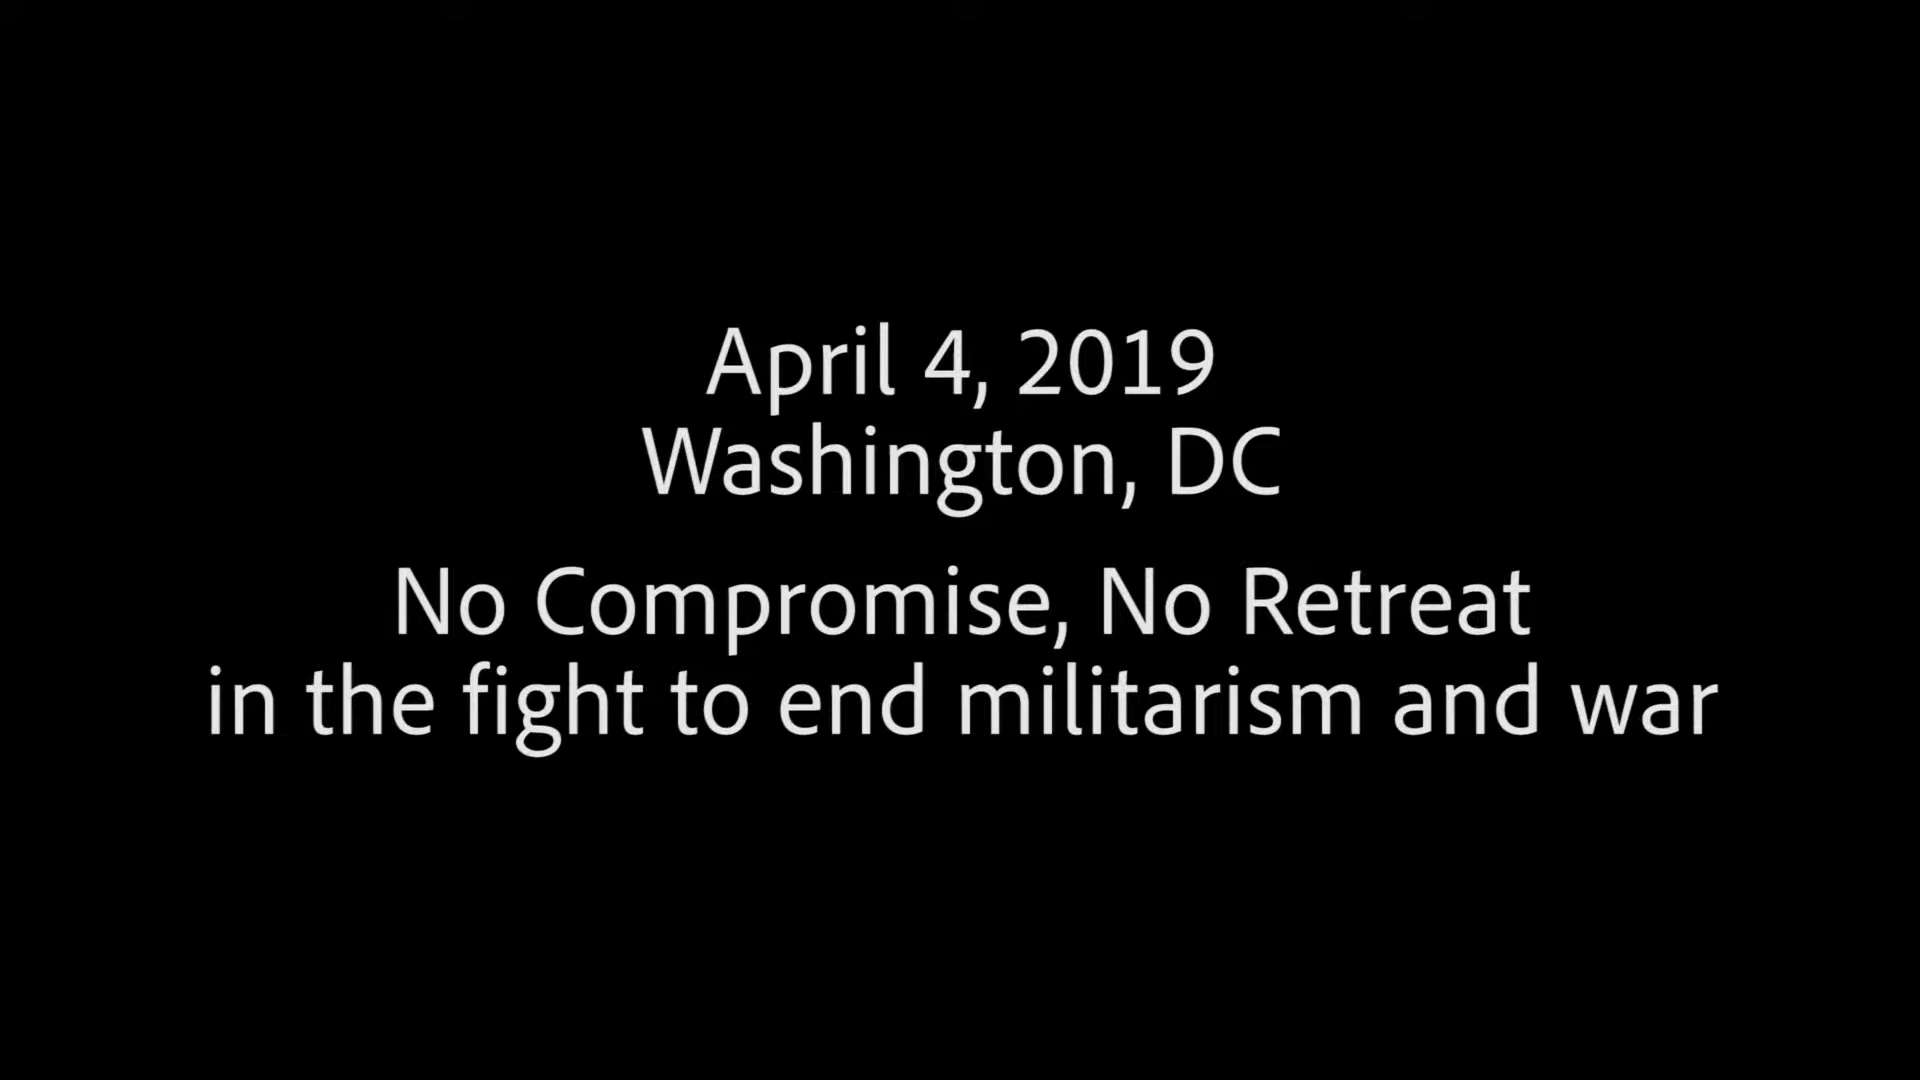 April 4, 2019
Washington, DC
No Compromise, No Retreat
in the fight to end militarism and war